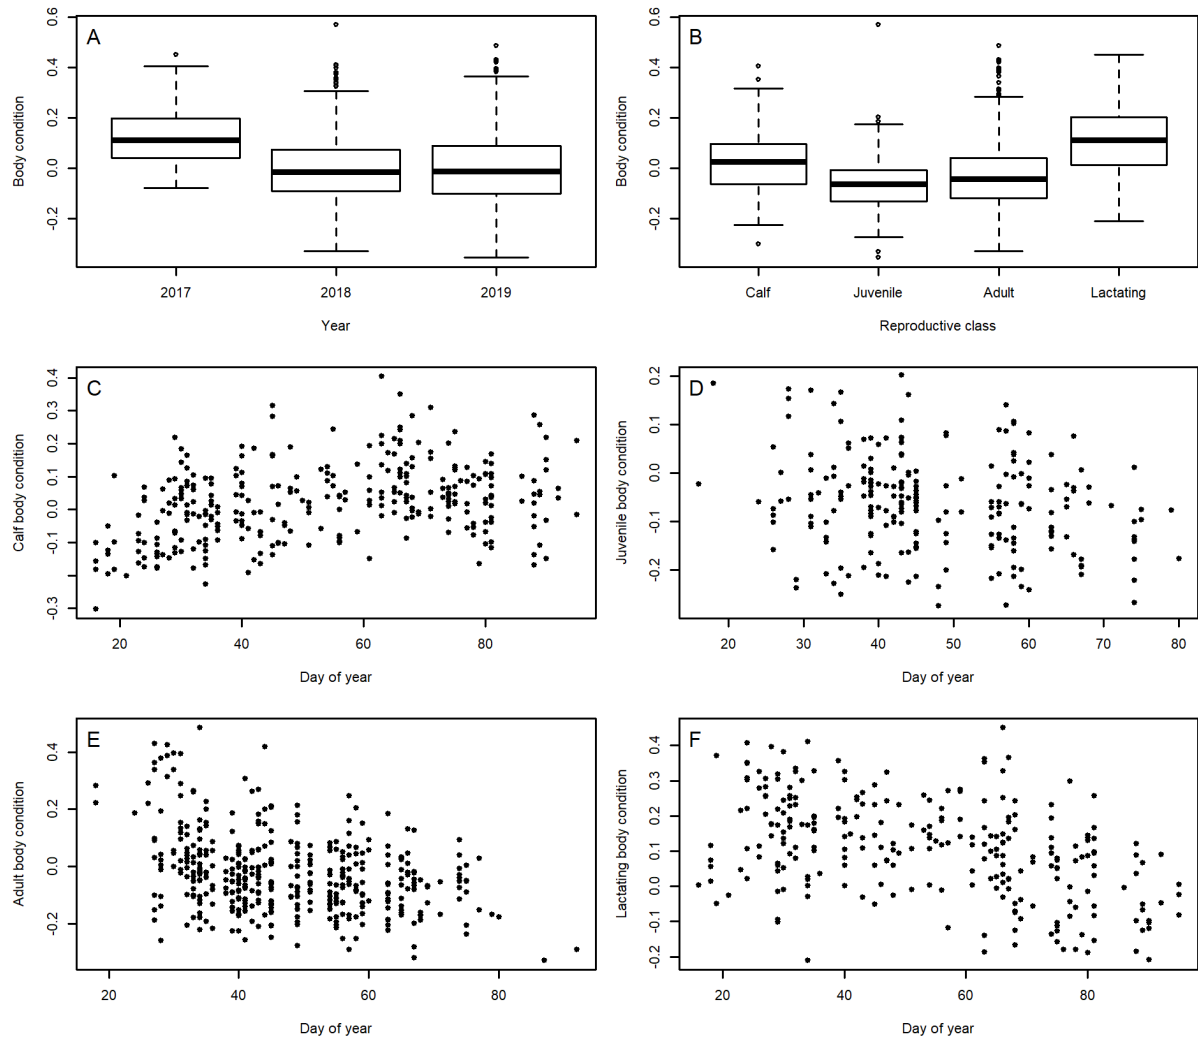 A
Body condition
0.6
0.4
0.2
0.0
-0.2
2017 2018 2019
Year
B
Body condition
0.6
0.4
0.2
0.0
-0.2
Calf Juvenile Adult Lactating
Reproductive class
C
Calf body condition
0.4
0.3
0.2
0.1
0.0
-0.1
-0.3
20 40 60 80
Day of year
D
Juvenile body condition
0.2
0.1
0.0
-0.1
-0.2
20 30 40 50 60 70 80
Day of year
E
Adult body condition
0.4
0.2
0.0
-0.2
20 40 60 80
Day of year
F
Lactating body condition
0.4
0.3
0.2
0.1
0.0
-0.1
-0.2
20 40 60 80
Day of year